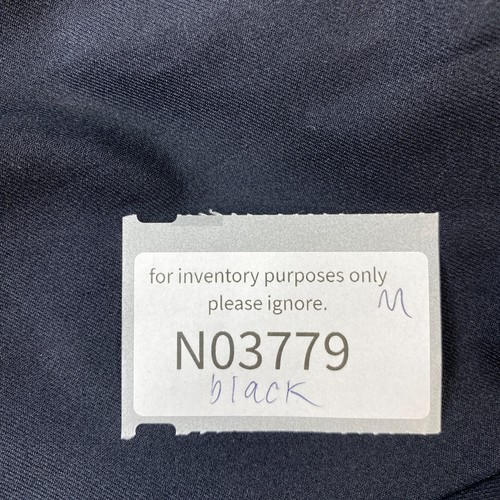 for inventory purposes only
please ignore.
M
N03779
black